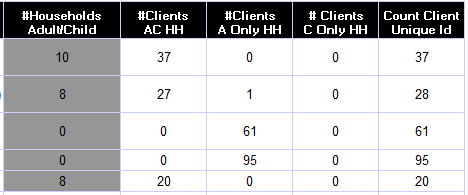 #Households #Clients #Clients # Clients Count Client
Adult/Child AC HH A Only HH C Only HH Unique Id
10 37 0 0 37
8 27 1 0 28
0 0 61 0 61
0 0 95 0 95
8 20 0 0 20